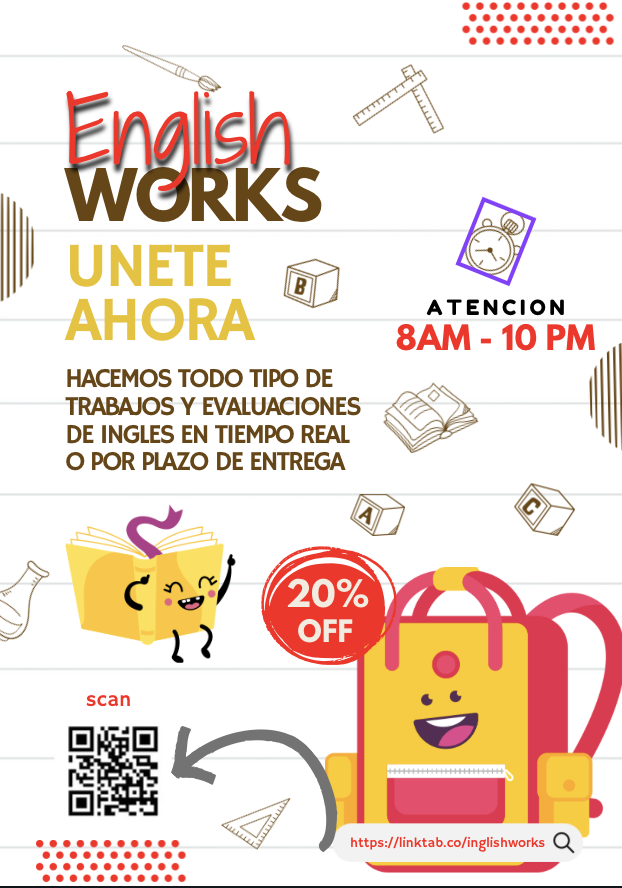 English
WORKS
UNETE
AHORA
B
ATENCION
8AM - 10 PM
HACEMOS TODO TIPO DE
TRABAJOS Y EVALUACIONES
DE INGLES EN TIEMPO REAL
O POR PLAZO DE ENTREGA
A
C
20%
OFF
scan
https://linktab.co/inglishworks